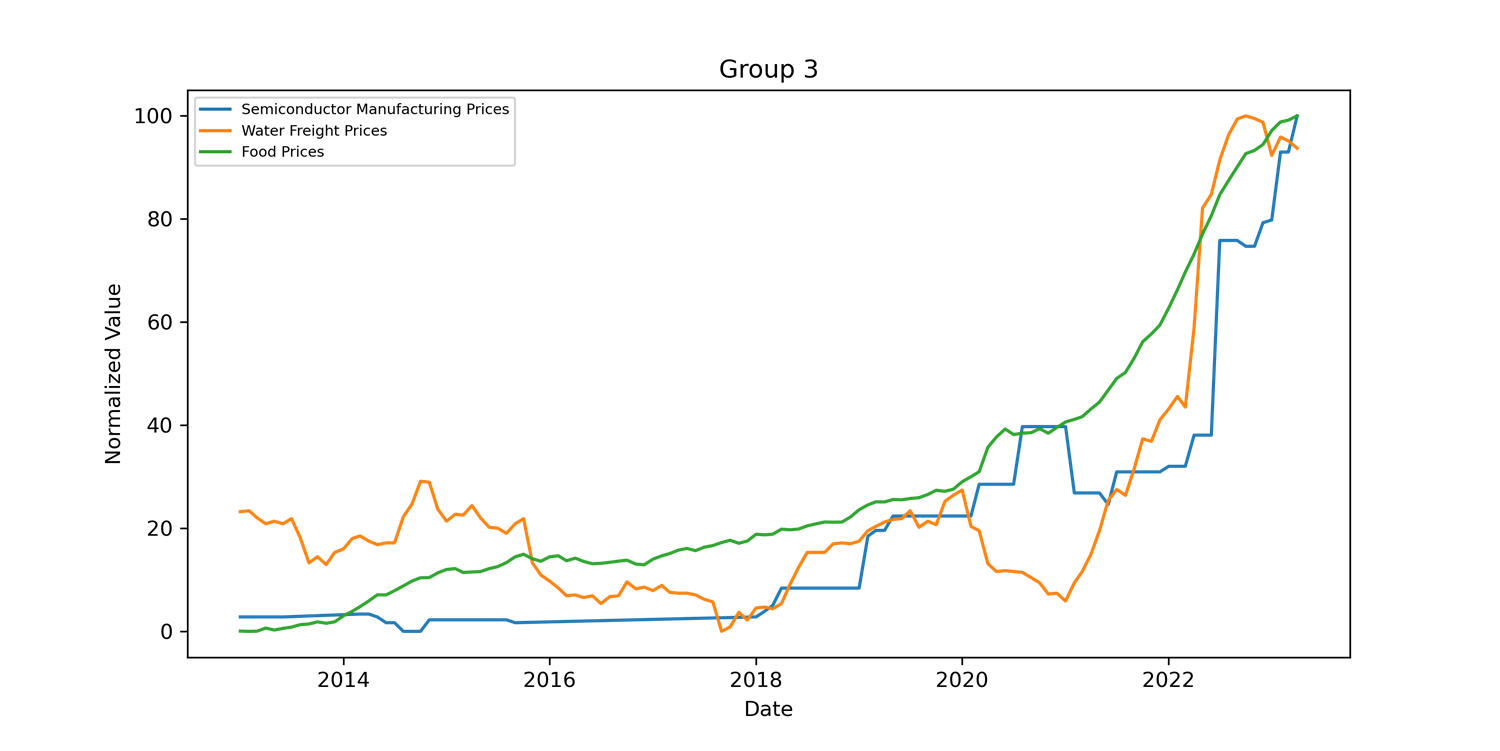 Group 3
Semiconductor Manufacturing Prices
Water Freight Prices
Food Prices
100
80
60
40
20
0
Normalized Value
2014 2016 2018 2020 2022
Date